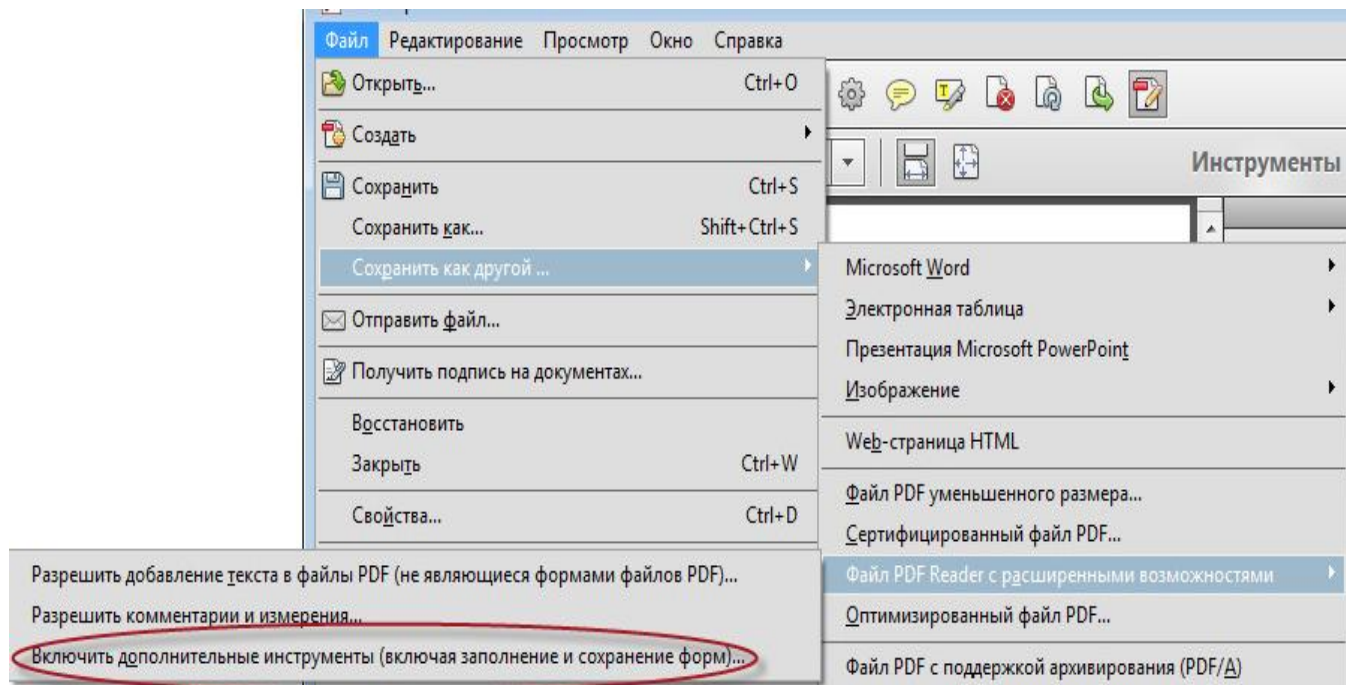 Файл Редактирование Просмотр Окно Справка
Открыть... Ctrl+O
Создать
Сохранить Ctrl+S
Сохранить как... Shift+Ctrl+S
Сохранить как другой ...
Отправить файл...
Получить подпись на документах...
Восстановить
Закрыть Ctrl+W
Свойства... Ctrl+D
Инструменты
Microsoft Word
Электронная таблица
Презентация Microsoft PowerPoint
Изображение
Web-страница HTML
Файл PDF уменьшенного размера...
Сертифицированный файл PDF...
Файл PDF Reader с расширенными возможностями
Оптимизированный файл PDF...
Файл PDF с поддержкой архивирования (PDF/A)
Разрешить добавление текста в файлы PDF (не являющиеся формами файлов PDF)...
Разрешить комментарии и измерения...
Включить дополнительные инструменты (включая заполнение и сохранение форм)...